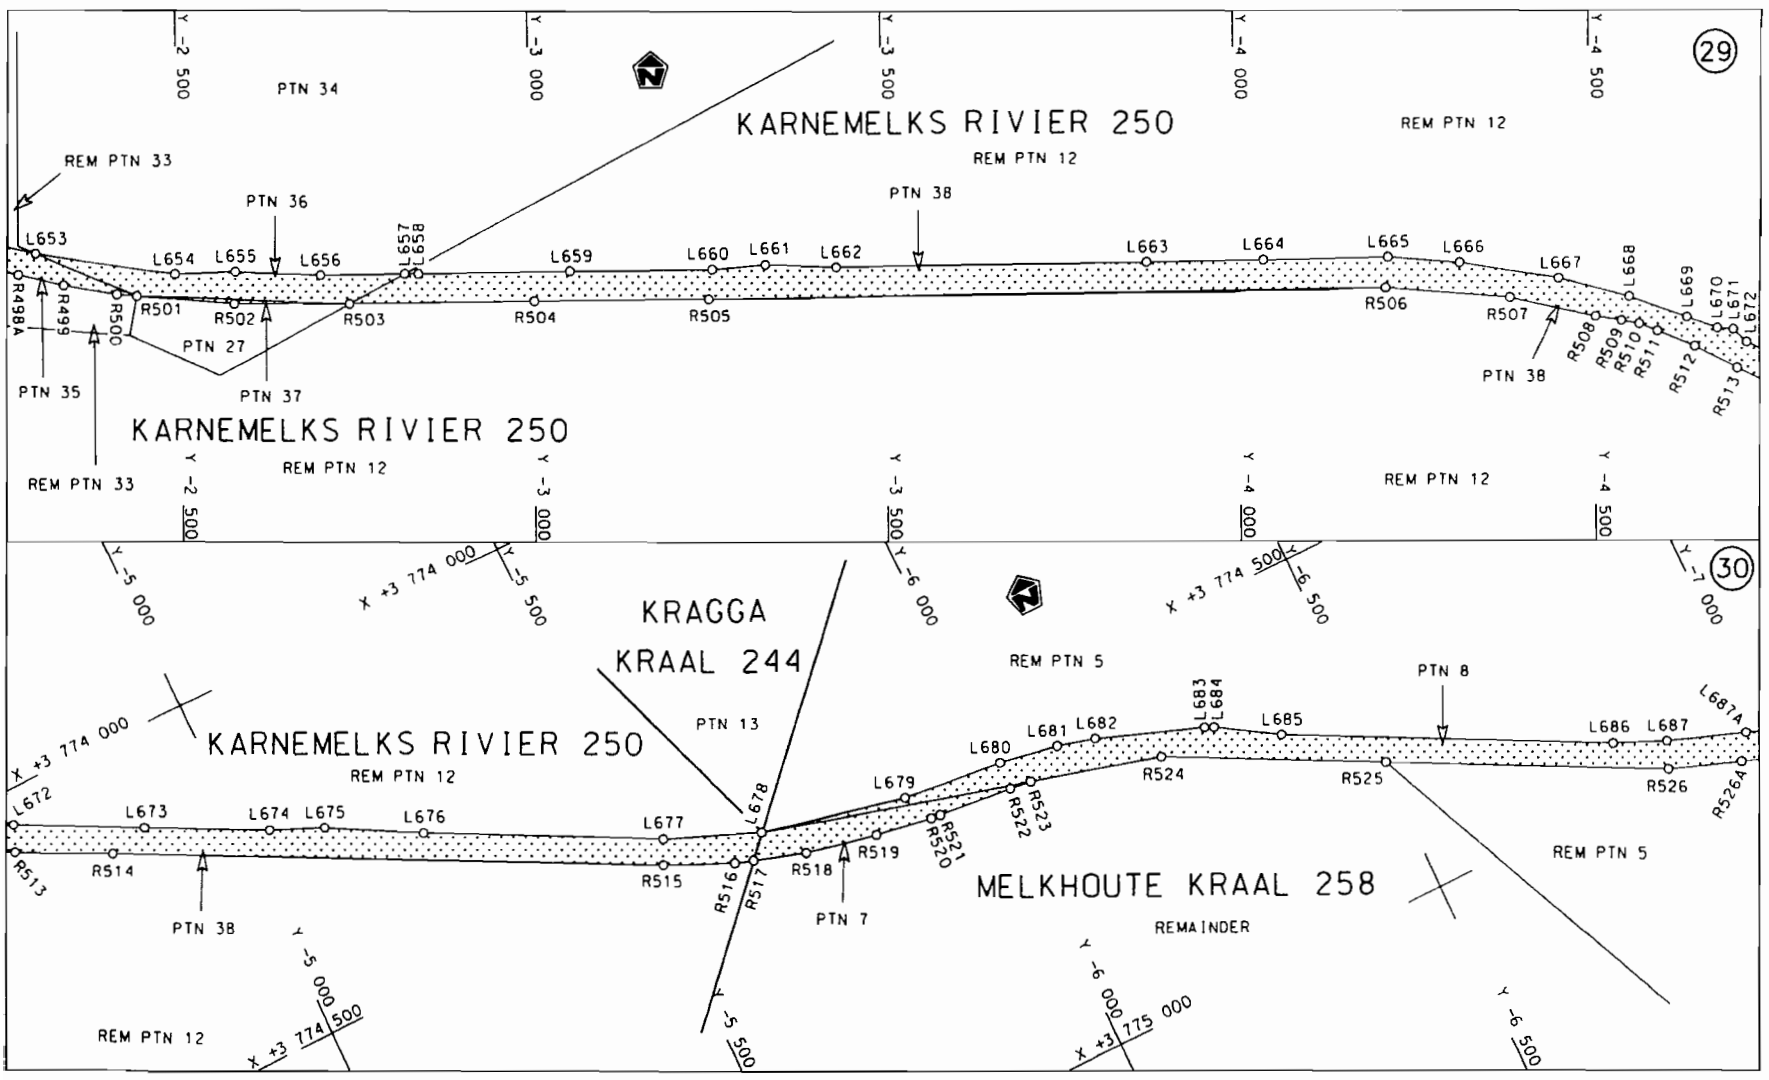 Y -2 500
Y -3 000
Y -3 500
Y -4 000
Y -4 500
29
PTN 34
N
KARNEMELKS RIVIER 250
REM PTN 12
REM PTN 12
REM PTN 33
PTN 36
PTN 38
L653
L654
L655
L656
L657
L658
L659
L660
L661
L662
L663
L664
L665
L666
L667
L668
L669
L670
L671
L672
R498A
R499
R500
R501
R502
R503
R504
R505
R506
R507
R508
R509
R510
R511
R512
R513
PTN 27
PTN 35
PTN 37
PTN 38
KARNEMELKS RIVIER 250
REM PTN 12
REM PTN 33
REM PTN 12
Y -2 500
Y -3 000
Y -3 500
Y -4 000
Y -4 500
Y -5 000
X +3 774 000
Y -5 500
Y -6 000
X +3 774 500
Y -6 500
Y -7 000
30
N
KRAGGA
KRAAL 244
PTN 13
REM PTN 5
PTN 8
X +3 774 000
KARNEMELKS RIVIER 250
REM PTN 12
L672
L673
L674
L675
L676
L677
L678
L679
L680
L681
L682
L683
L684
L685
L686
L687
L687A
R513
R514
R515
R516
R517
R518
R519
R520
R521
R522
R523
R524
R525
R526
R526A
PTN 38
PTN 7
MELKHOUTE KRAAL 258
REMAINDER
REM PTN 5
REM PTN 12
Y -5 000
X +3 774 500
Y -5 500
Y -6 000
X +3 775 000
Y -6 500